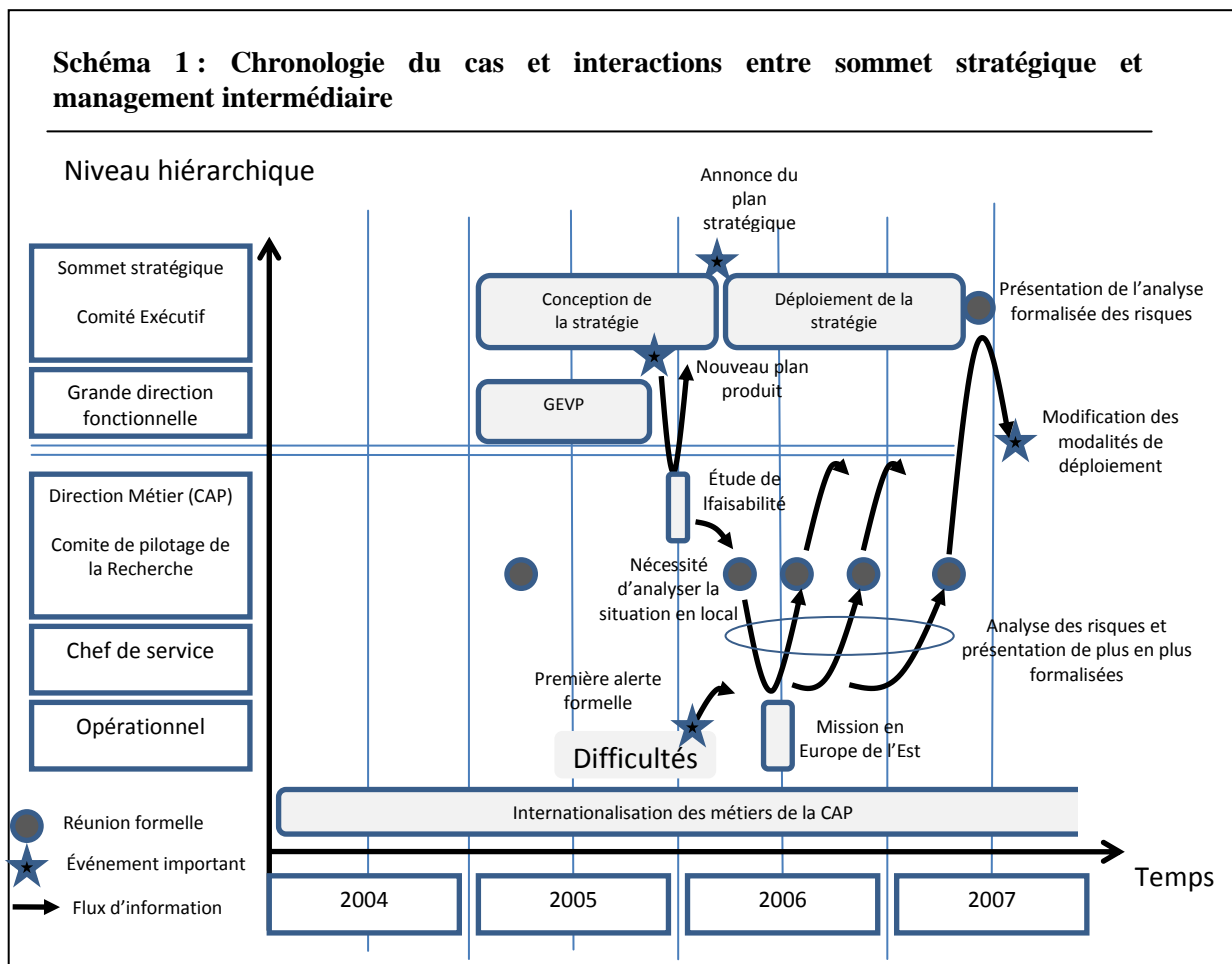 Schéma 1 : Chronologie du cas et interactions entre sommet stratégique et
management intermédiaire
Niveau hiérarchique
Annonce du
plan
stratégique
Sommet stratégique
Comité Exécutif
Conception de
la stratégie
Déploiement de la
stratégie
Présentation de l’analyse
formalisée des risques
Nouveau plan
produit
Grande direction
fonctionnelle
GEVP
Modification des
modalités de
déploiement
Direction Métier (CAP)
Comite de pilotage de
la Recherche
Étude de
lfaisabilité
Nécessité
d’analyser la
situation en local
Chef de service
Analyse des risques et
présentation de plus en plus
formalisées
Première alerte
formelle
Opérationnel
Difficultés
Mission en
Europe de l’Est
Internationalisation des métiers de la CAP
Réunion formelle
Événement important
Flux d’information
Temps
2004
2005
2006
2007